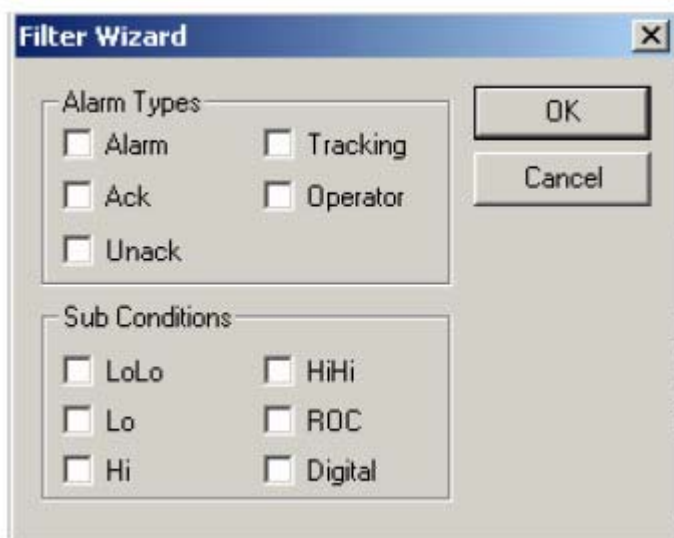 Filter Wizard
Alarm Types
OK
Alarm Tracking
Cancel
Ack Operator
Unack
Sub Conditions
LoLo HiHi
Lo ROC
Hi Digital